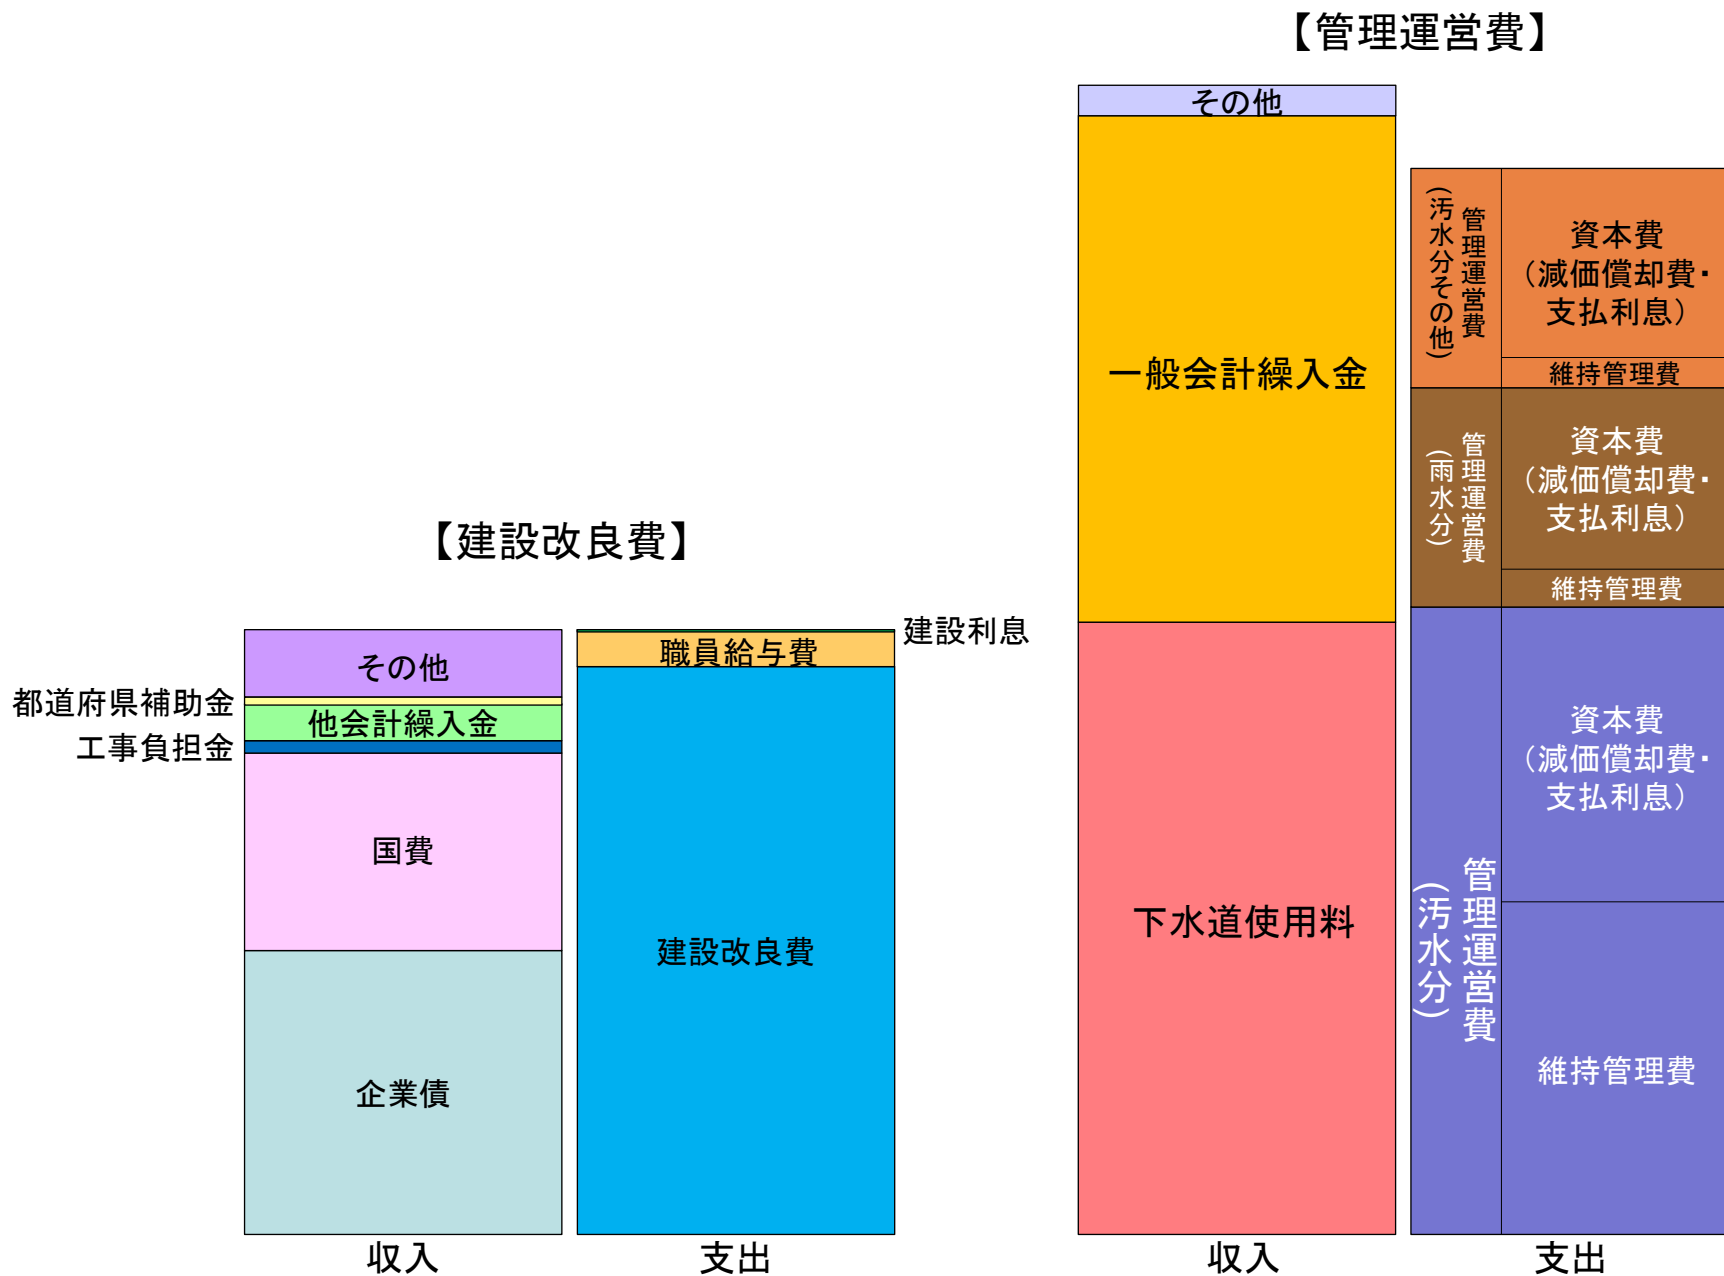 【建設改良費】
その他
都道府県補助金
他会計繰入金
工事負担金
国費
企業債
収入
建設利息
職員給与費
建設改良費
支出
【管理運営費】
その他
一般会計繰入金
下水道使用料
収入
管理運営費
(汚水分その他)
資本費
(減価償却費・
支払利息)
維持管理費
管理運営費
(雨水分)
資本費
(減価償却費・
支払利息)
維持管理費
管理運営費
(汚水分)
資本費
(減価償却費・
支払利息)
維持管理費
支出